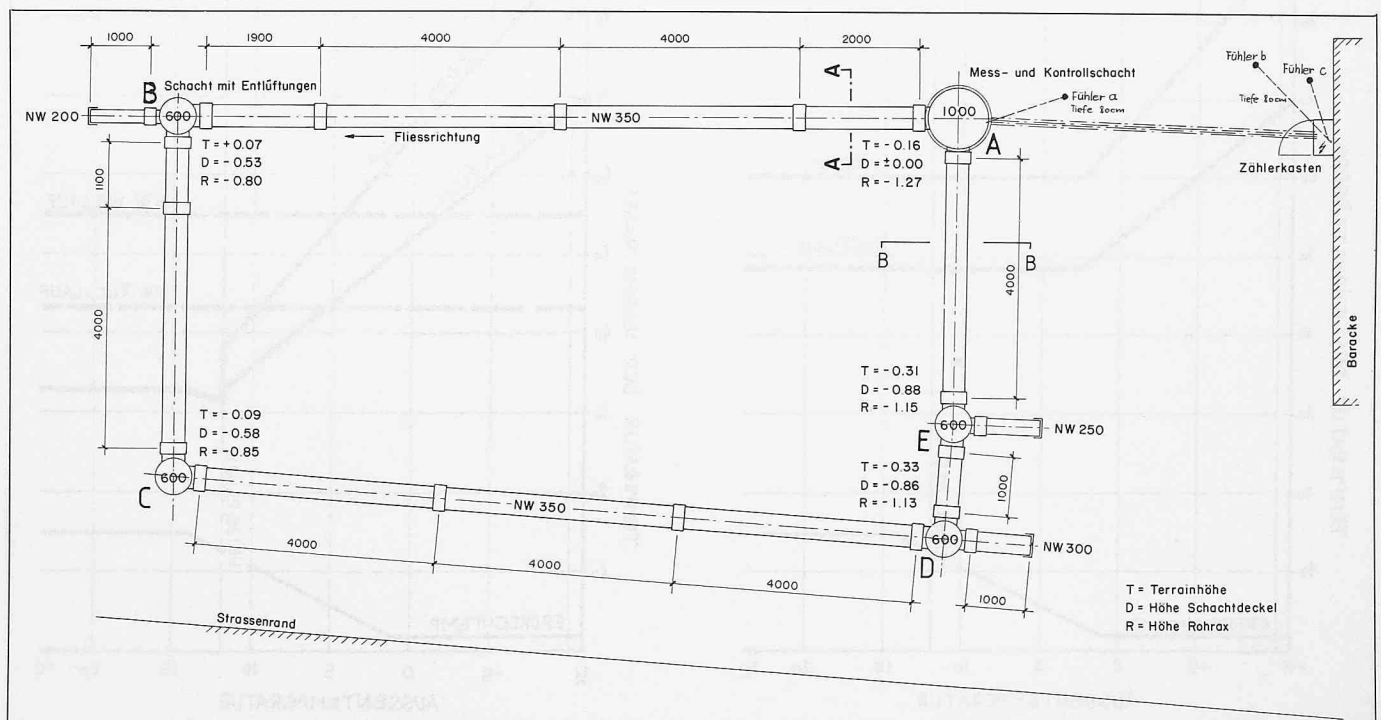 1000
1900
4000
4000
2000
B
Schacht mit Entlüftungen
A
Mess- und Kontrollschacht
Fühler b
Fühler c
Fühler a
Tiefe 80cm
Tiefe 80cm
NW 200
600
NW 350
1000
Fliessrichtung
A
A
Zählerkasten
T = + 0.07
D = - 0.53
R = - 0.80
T = - 0.16
D = ± 0.00
R = - 1.27
1100
B
B
4000
4000
Baracke
T = - 0.31
D = - 0.88
R = - 1.15
T = - 0.09
D = - 0.58
R = - 0.85
600
NW 250
E
T = - 0.33
D = - 0.86
R = - 1.13
600
C
NW 350
1000
600
NW 300
D
4000
4000
4000
1000
T = Terrainhöhe
D = Höhe Schachtdeckel
R = Höhe Rohrax
Strassenrand